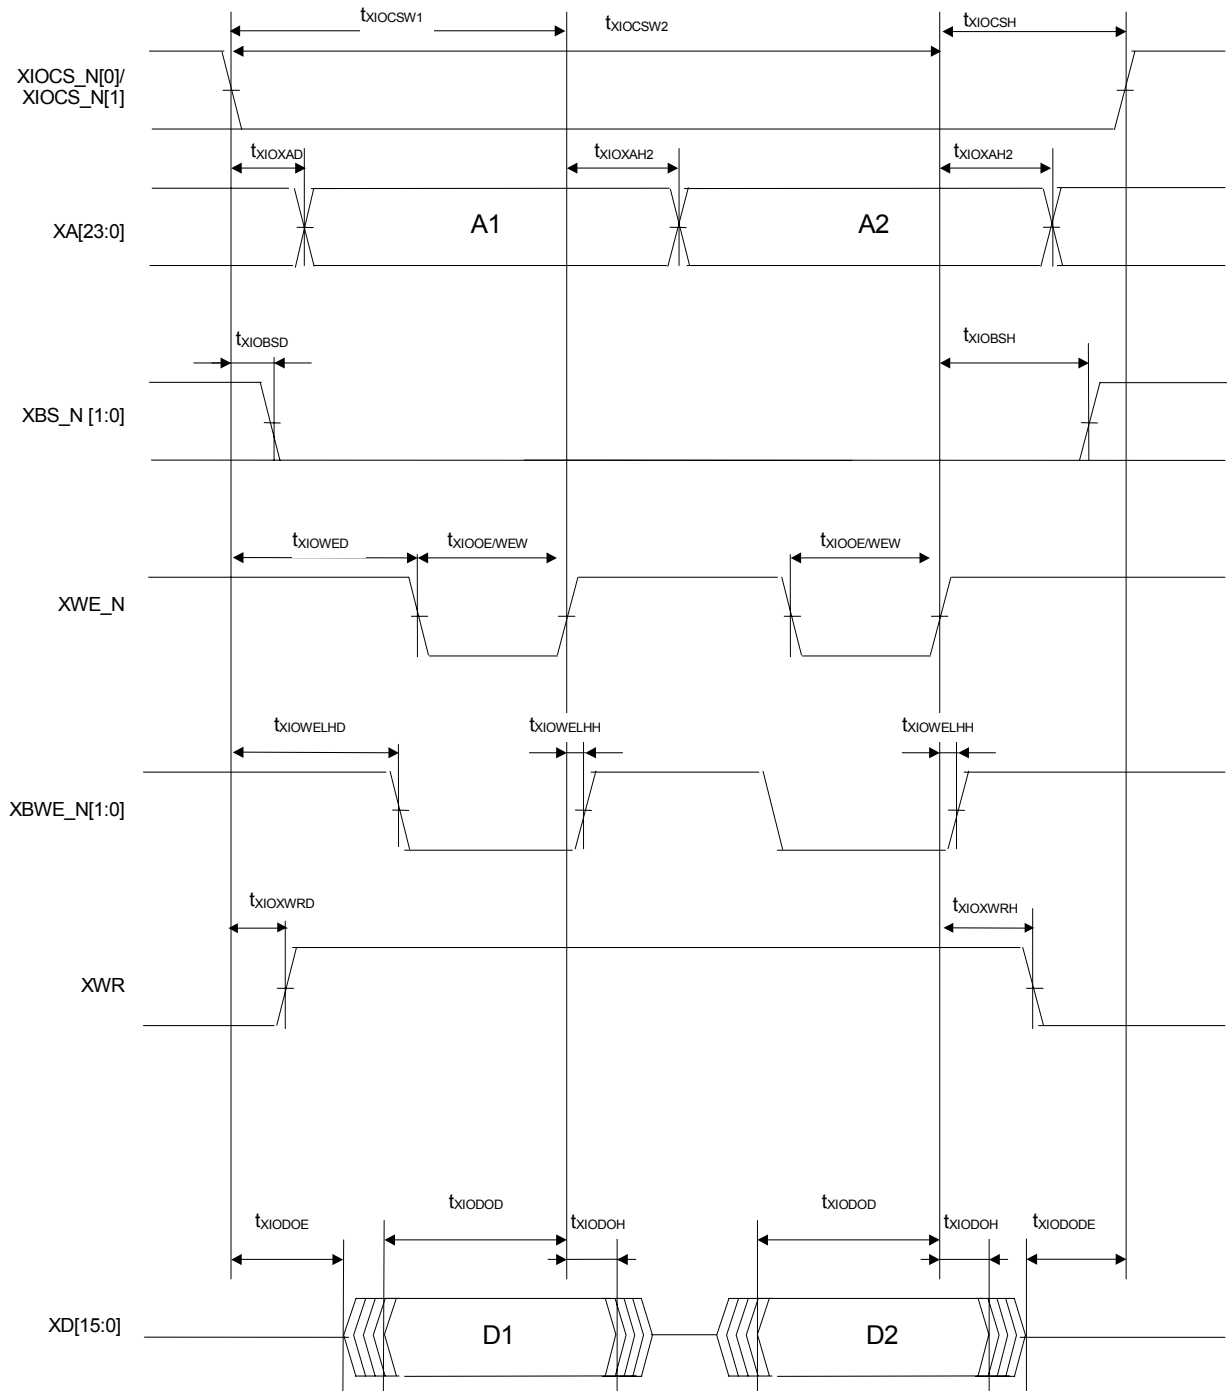 tXIOCSW1
tXIOCSW2
tXIOCSH
XIOCS_N[0]/
XIOCS_N[1]
tXIOXAD
tXIOXAH2
tXIOXAH2
XA[23:0]
A1
A2
tXIOBSD
tXIOBSH
XBS_N [1:0]
tXIOWED
tXIOOE/WEW
tXIOOE/WEW
XWE_N
tXIOWELHD
tXIOWELHH
tXIOWELHH
XBWE_N[1:0]
tXIOXWRD
tXIOXWRH
XWR
tXIODOE
tXIODOD
tXIODOH
tXIODOD
tXIODOH
tXIODODE
XD[15:0]
D1
D2